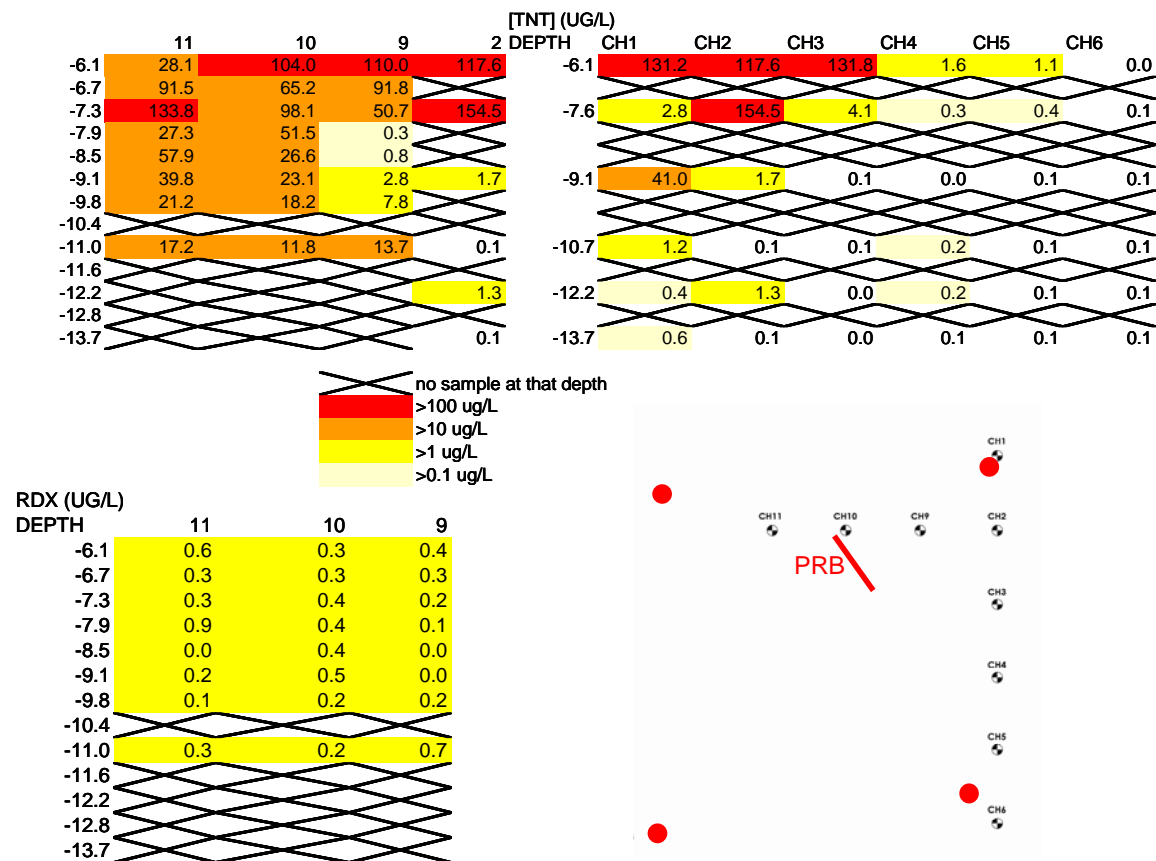 [TNT] (UG/L)
11 10 9 2 DEPTH CH1 CH2 CH3 CH4 CH5 CH6
-6.1 28.1 104.0 110.0 117.6 -6.1 131.2 117.6 131.8 1.6 1.1 0.0
-6.7 91.5 65.2 91.8
-7.3 133.8 98.1 50.7 154.5 -7.6 2.8 154.5 4.1 0.3 0.4 0.1
-7.9 27.3 51.5 0.3
-8.5 57.9 26.6 0.8
-9.1 39.8 23.1 2.8 1.7 -9.1 41.0 1.7 0.1 0.0 0.1 0.1
-9.8 21.2 18.2 7.8
-10.4
-11.0 17.2 11.8 13.7 0.1 -10.7 1.2 0.1 0.1 0.2 0.1 0.1
-11.6
-12.2 1.3 -12.2 0.4 1.3 0.0 0.2 0.1 0.1
-12.8
-13.7 0.1 -13.7 0.6 0.1 0.0 0.1 0.1 0.1
no sample at that depth
>100 ug/L
>10 ug/L
>1 ug/L
>0.1 ug/L
RDX (UG/L)
DEPTH 11 10 9
-6.1 0.6 0.3 0.4
-6.7 0.3 0.3 0.3
-7.3 0.3 0.4 0.2
-7.9 0.9 0.4 0.1
-8.5 0.0 0.4 0.0
-9.1 0.2 0.5 0.0
-9.8 0.1 0.2 0.2
-10.4
-11.0 0.3 0.2 0.7
-11.6
-12.2
-12.8
-13.7
CH1
CH11 CH10 CH9 CH2
PRB
CH3
CH4
CH5
CH6